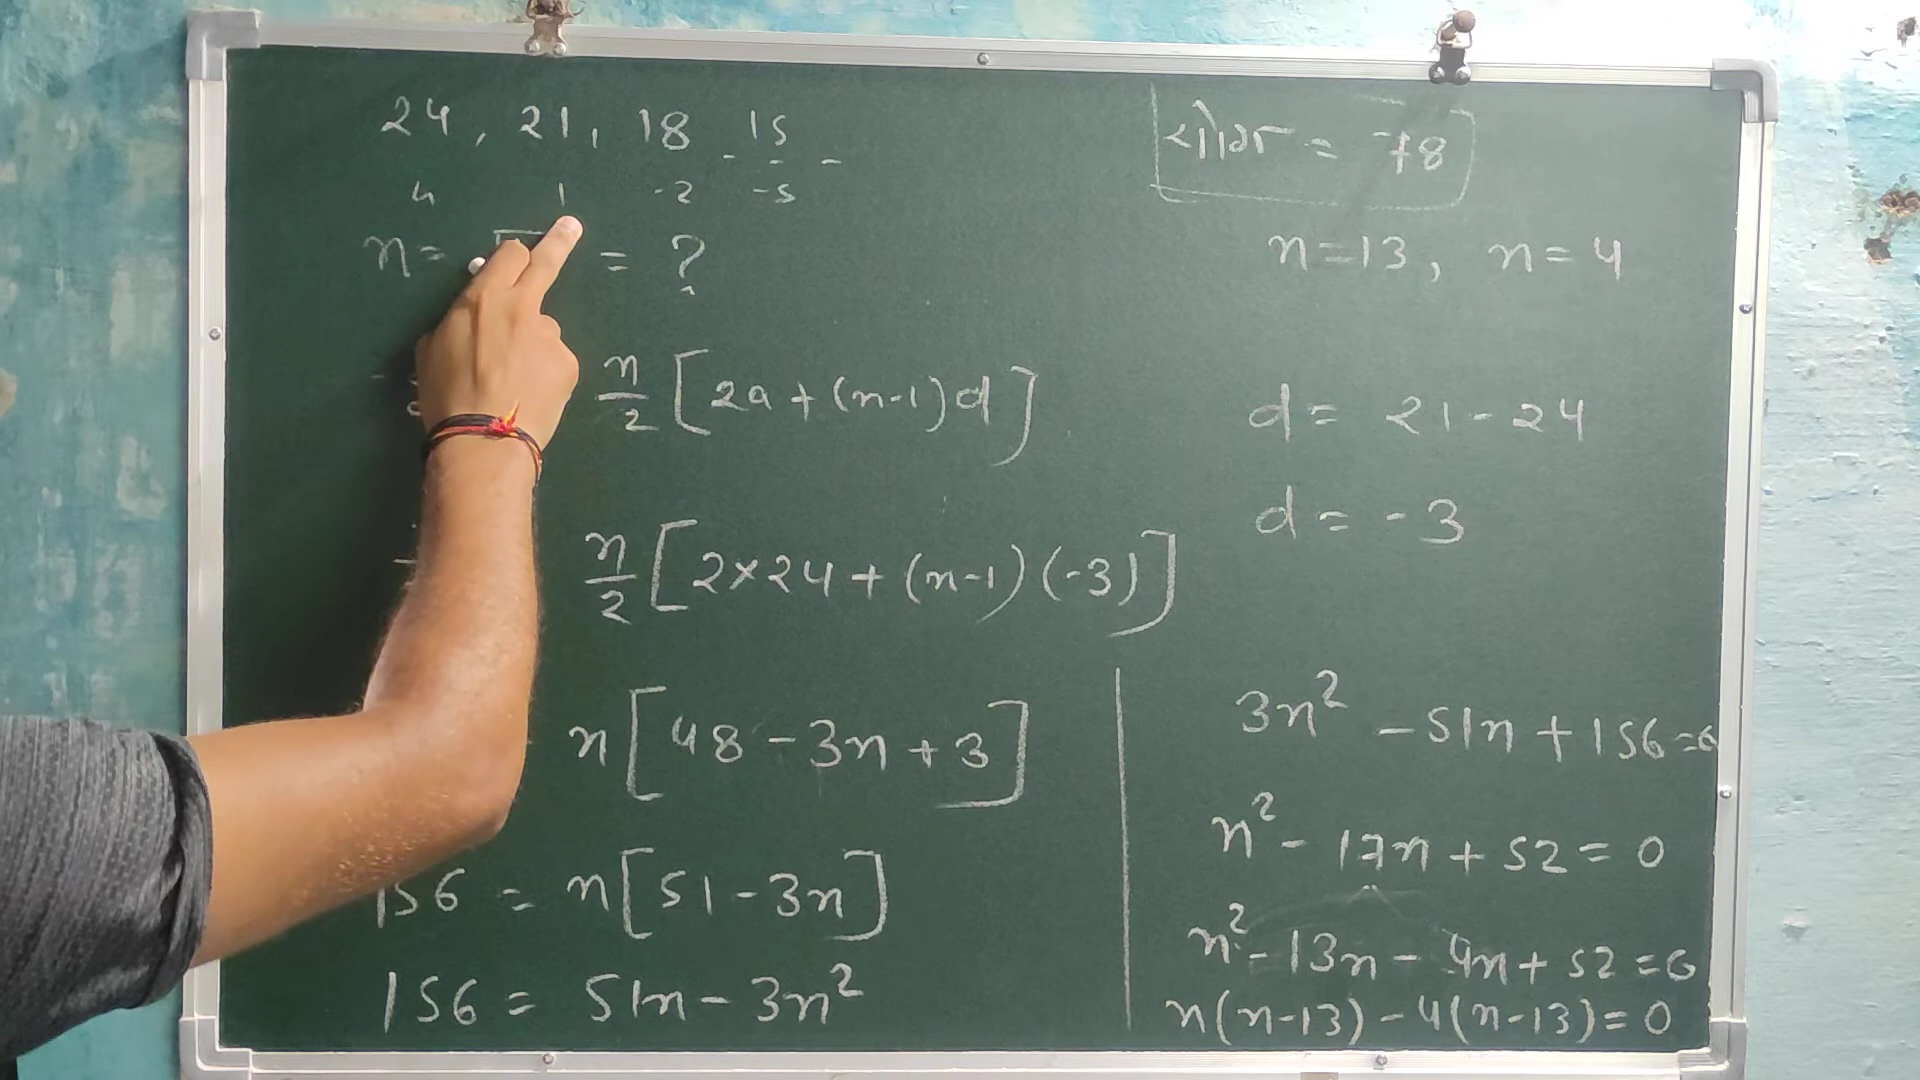 24, 21, 18 15 - - -
4 1 -2 -5
n = = ?
n/2 [2a+(n-1)d]
n/2 [2×24+(n-1)(-3)]
n[48-3n+3]
156 = n[51-3n]
156 = 51n-3n²
योगफल = 78
n=13, n=4
d= 21-24
d= -3
3n² -51n+156=0
n²-17n+52=0
n²-13n-4n+52=0
n(n-13)-4(n-13)=0